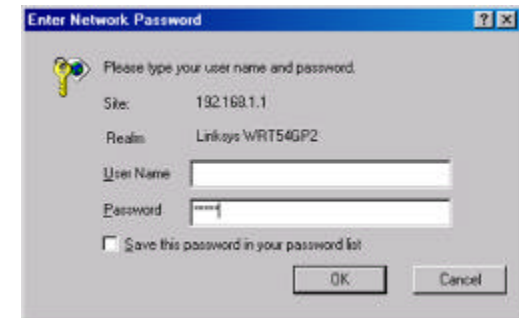 Enter Network Password
Please type your user name and password.
Site: 192.168.1.1
Realm Linksys WRT54GP2
User Name
Password *****
Save this password in your password list
OK Cancel